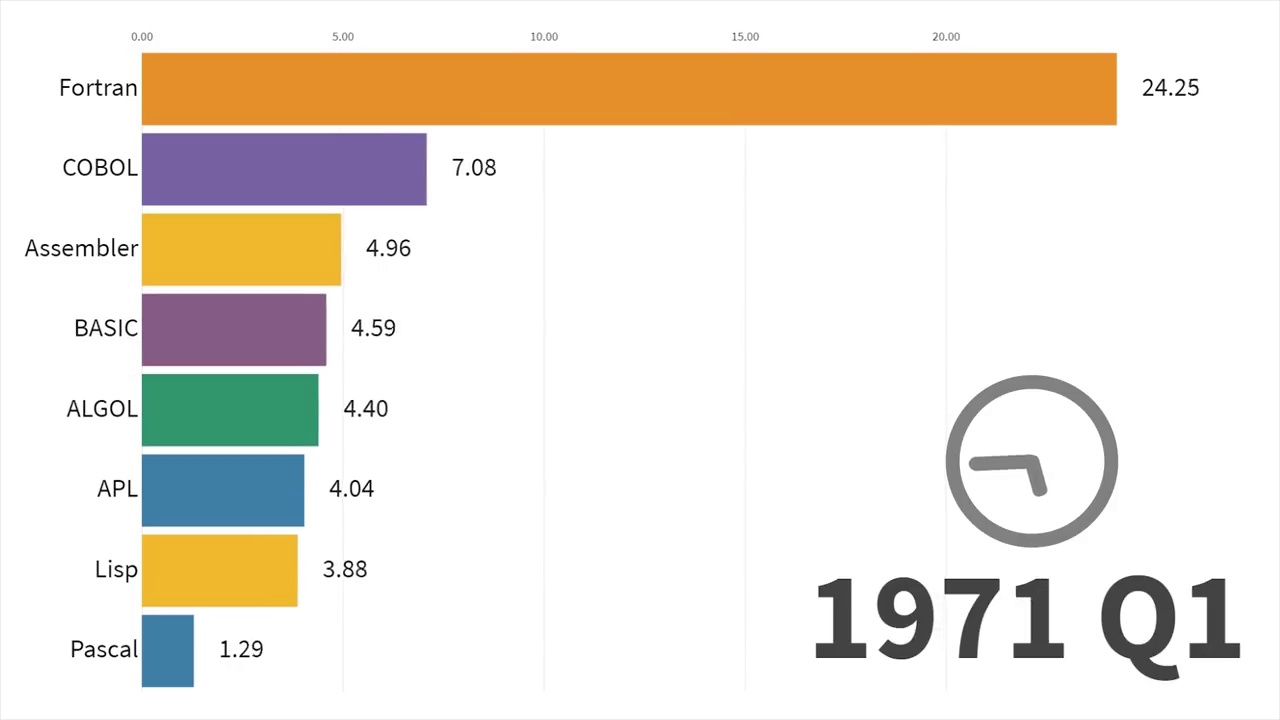 0.00 5.00 10.00 15.00 20.00
Fortran 24.25
COBOL 7.08
Assembler 4.96
BASIC 4.59
ALGOL 4.40
APL 4.04
Lisp 3.88
Pascal 1.29
1971 Q1